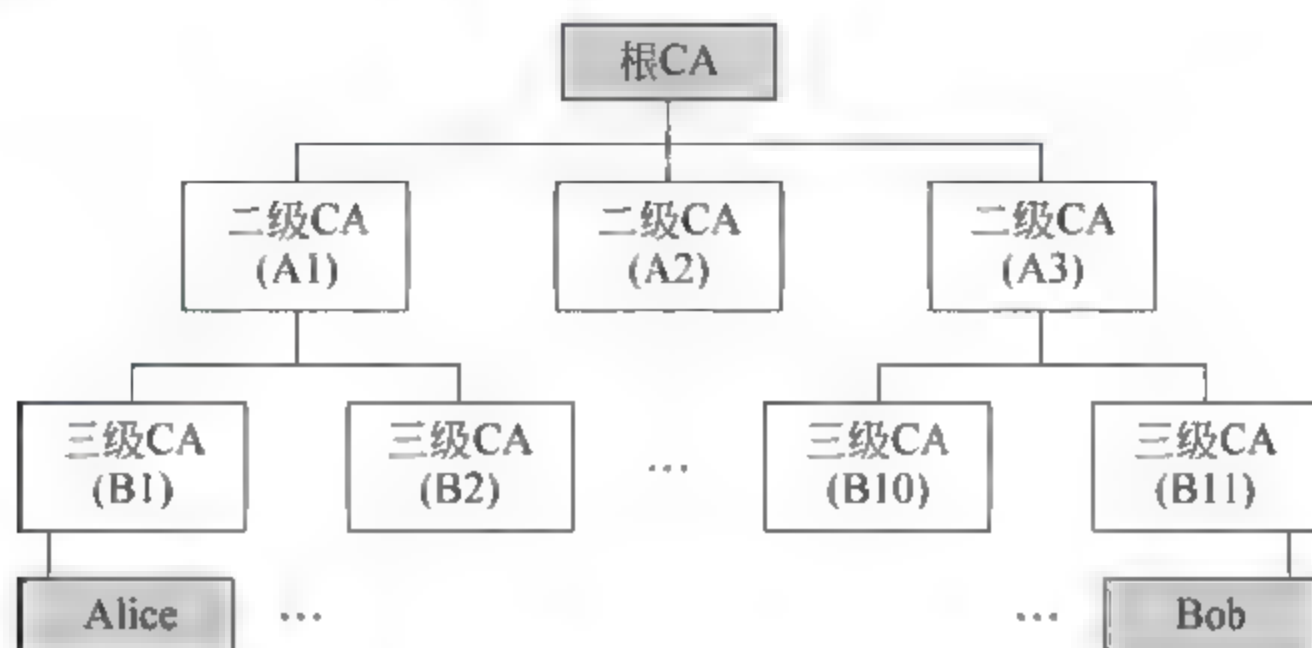 根CA
二级CA
(A1)
二级CA
(A2)
二级CA
(A3)
三级CA
(B1)
三级CA
(B2)
…
三级CA
(B10)
三级CA
(B11)
Alice
…
…
Bob